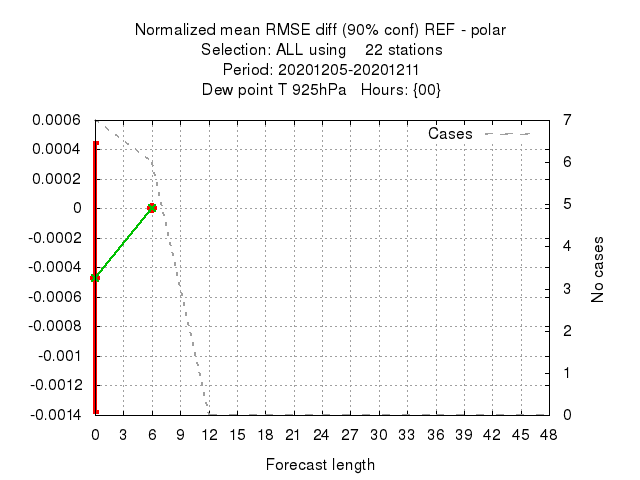 Normalized mean RMSE diff (90% conf) REF - polar
Selection: ALL using    22 stations
Period: 20201205-20201211
Dew point T 925hPa   Hours: {00}
Cases
0.0006
0.0004
0.0002
0
-0.0002
-0.0004
-0.0006
-0.0008
-0.001
-0.0012
-0.0014
7
6
5
4
3
2
1
0
No cases
0 3 6 9 12 15 18 21 24 27 30 33 36 39 42 45 48
Forecast length